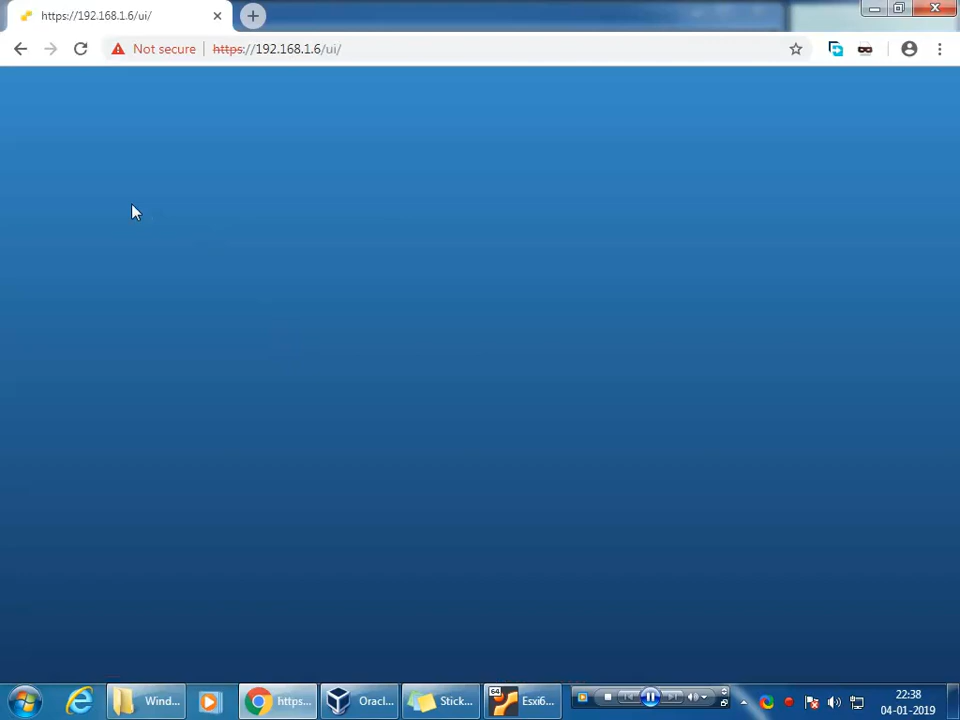 https://192.168.1.6/ui/
Not secure
https://192.168.1.6/ui/
Wind...
https...
Oracl...
Stick...
64
Esxi6...
22:38
04-01-2019